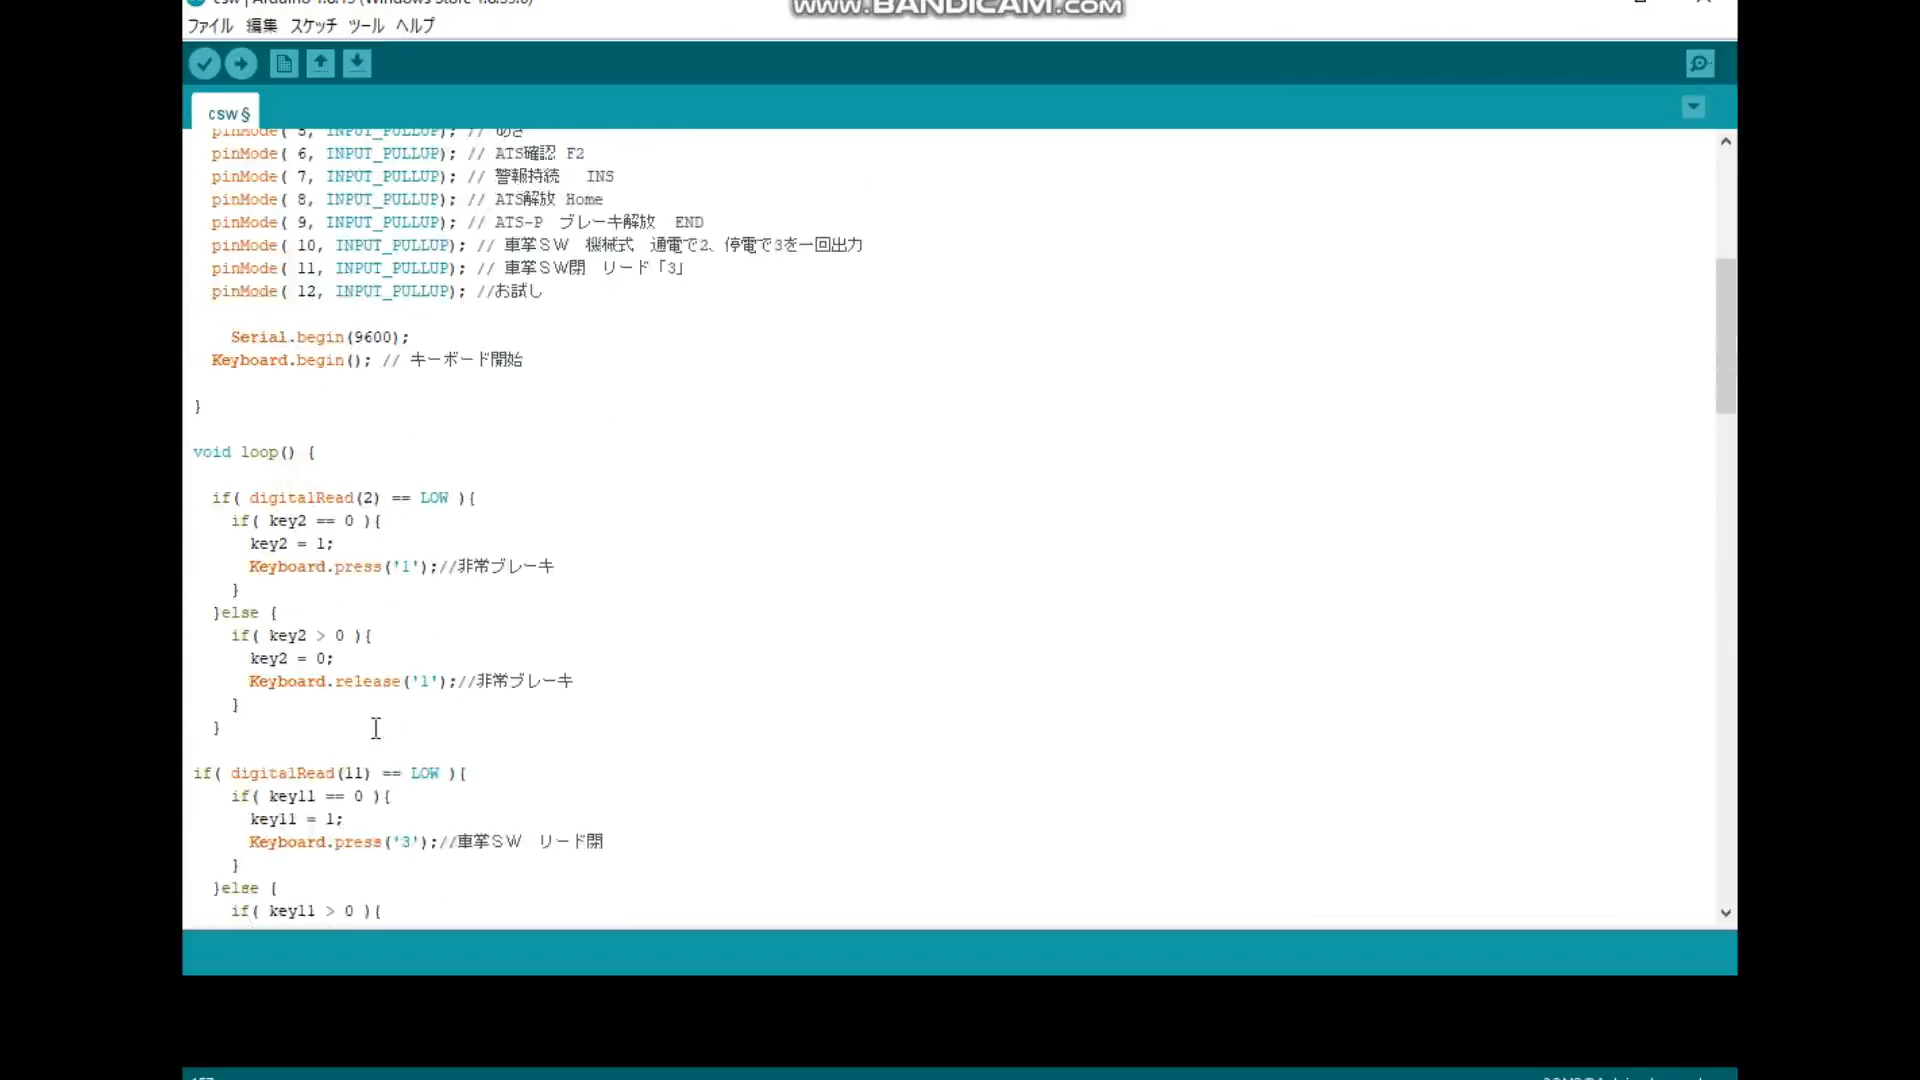 WWW.BANDICAM.COM
ファイル 編集 スケッチ ツール ヘルプ
csw §
pinMode( 5, INPUT_PULLUP); //
pinMode( 6, INPUT_PULLUP); // ATS確認 F2
pinMode( 7, INPUT_PULLUP); // 警報持続 INS
pinMode( 8, INPUT_PULLUP); // ATS解放 Home
pinMode( 9, INPUT_PULLUP); // ATS-P ブレーキ解放 END
pinMode( 10, INPUT_PULLUP); // 車掌SW 機械式 通電で2、停電で3を一回出力
pinMode( 11, INPUT_PULLUP); // 車掌SW閉 リード「3」
pinMode( 12, INPUT_PULLUP); //お試し
Serial.begin(9600);
Keyboard.begin(); // キーボード開始
}
void loop() {
if( digitalRead(2) == LOW ){
if( key2 == 0 ){
key2 = 1;
Keyboard.press('1');//非常ブレーキ
}
}else {
if( key2 > 0 ){
key2 = 0;
Keyboard.release('1');//非常ブレーキ
}
}
if( digitalRead(11) == LOW ){
if( key11 == 0 ){
key11 = 1;
Keyboard.press('3');//車掌SW リード開
}
}else {
if( key11 > 0 ){